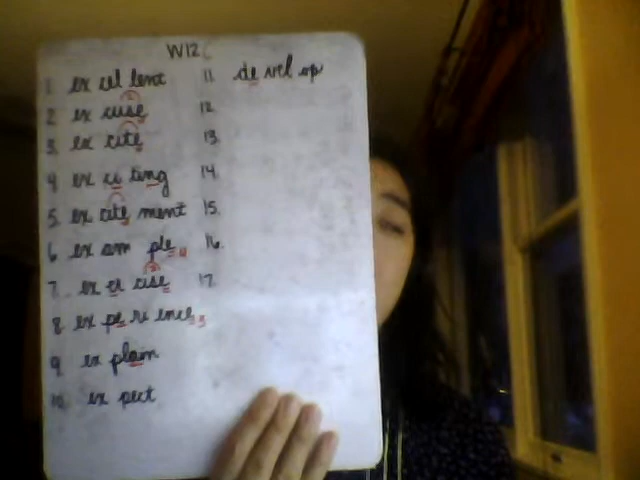 W12
1 ex cel lent
2 ex cuse
3. ex cite
4 ex ci ting
5 ex cite ment
6 ex am ple
7. ex er cise
8 ex pe ri ence
9 ex plain
10. ex pect
11. de vel op
12.
13.
14.
15.
16.
17.